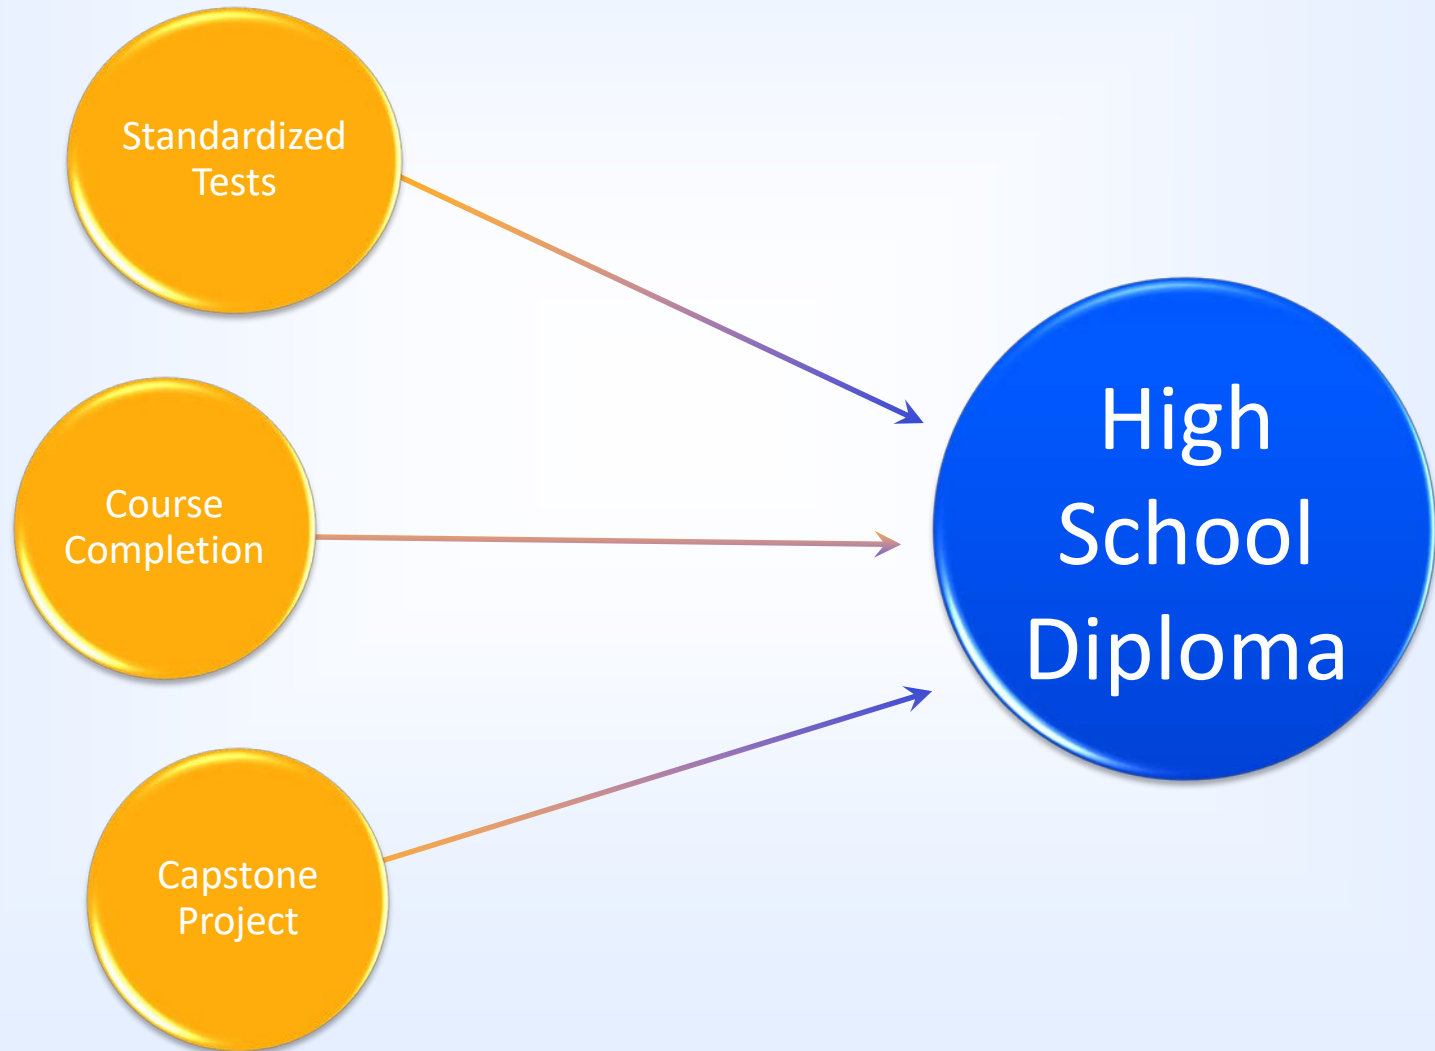 Standardized
Tests
Course
Completion
Capstone
Project
High
School
Diploma